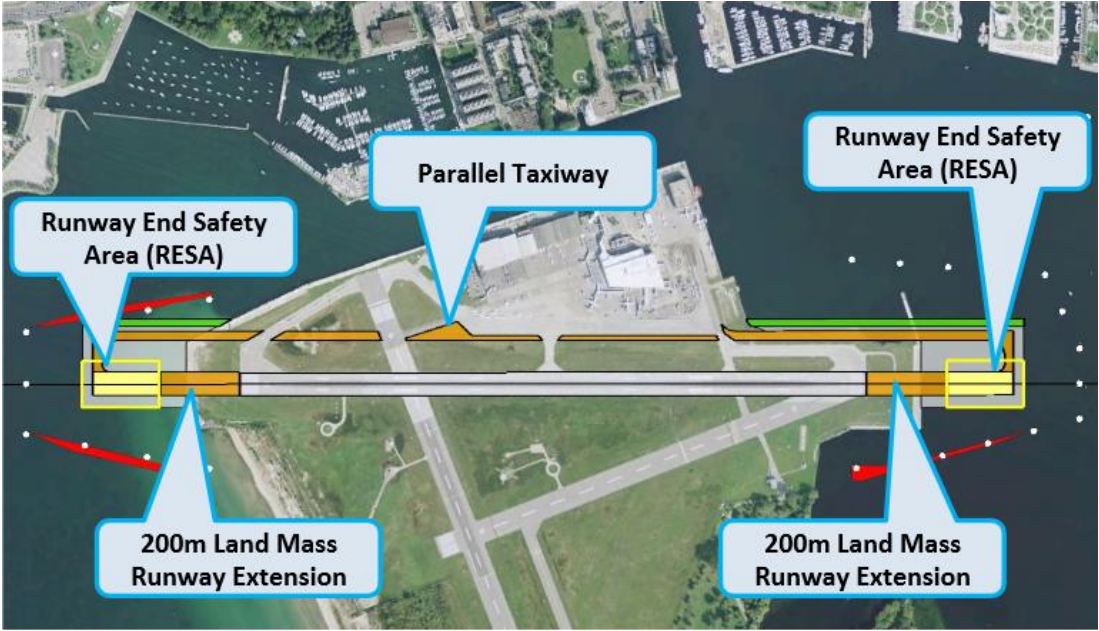 Runway End Safety
Area (RESA)
Parallel Taxiway
Runway End Safety
Area (RESA)
200m Land Mass
Runway Extension
200m Land Mass
Runway Extension